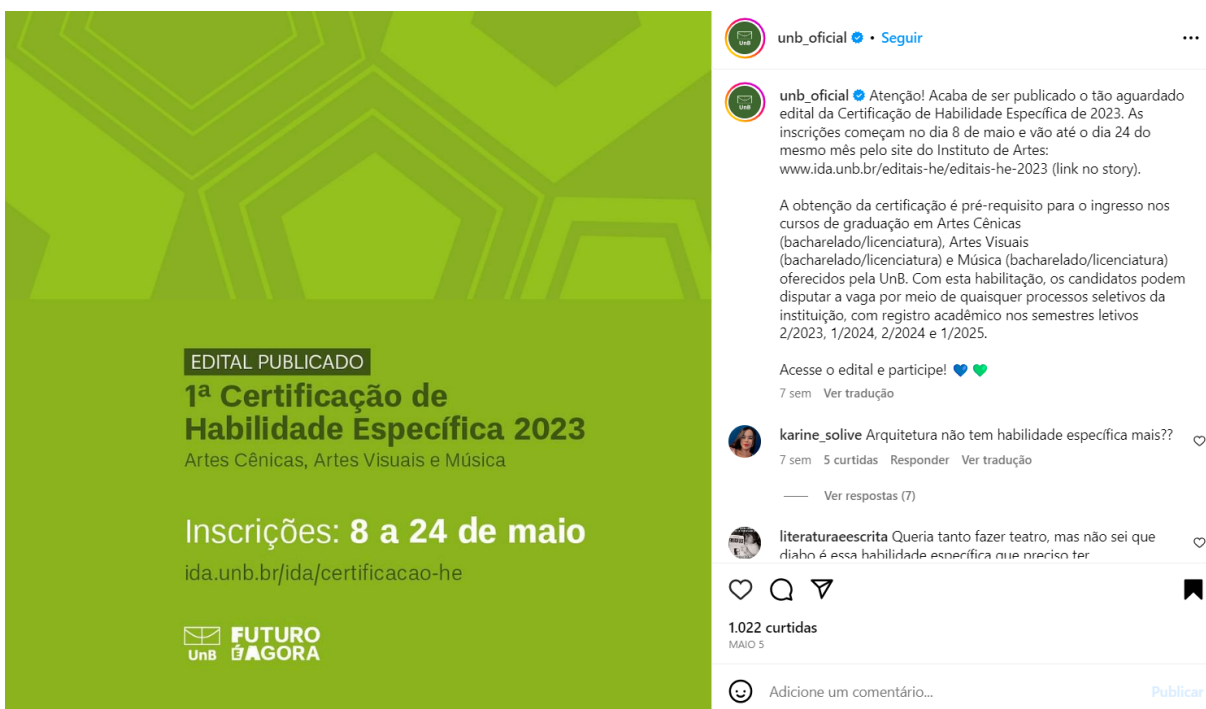 EDITAL PUBLICADO
1ª Certificação de
Habilidade Específica 2023
Artes Cênicas, Artes Visuais e Música
Inscrições: 8 a 24 de maio
ida.unb.br/ida/certificacao-he
UnB
FUTURO
É AGORA
UnB
unb_oficial • Seguir
UnB
unb_oficial Atenção! Acaba de ser publicado o tão aguardado
edital da Certificação de Habilidade Específica de 2023. As
inscrições começam no dia 8 de maio e vão até o dia 24 do
mesmo mês pelo site do Instituto de Artes:
www.ida.unb.br/editais-he/editais-he-2023 (link no story).
A obtenção da certificação é pré-requisito para o ingresso nos
cursos de graduação em Artes Cênicas
(bacharelado/licenciatura), Artes Visuais
(bacharelado/licenciatura) e Música (bacharelado/licenciatura)
oferecidos pela UnB. Com esta habilitação, os candidatos podem
disputar a vaga por meio de quaisquer processos seletivos da
instituição, com registro acadêmico nos semestres letivos
2/2023, 1/2024, 2/2024 e 1/2025.
Acesse o edital e participe! 💙 💚
7 sem Ver tradução
karine_solive Arquitetura não tem habilidade específica mais??
7 sem 5 curtidas Responder Ver tradução
Ver respostas (7)
literaturaeescrita Queria tanto fazer teatro, mas não sei que
diabo é essa habilidade específica que preciso ter
1.022 curtidas
MAIO 5
Adicione um comentário... Publicar